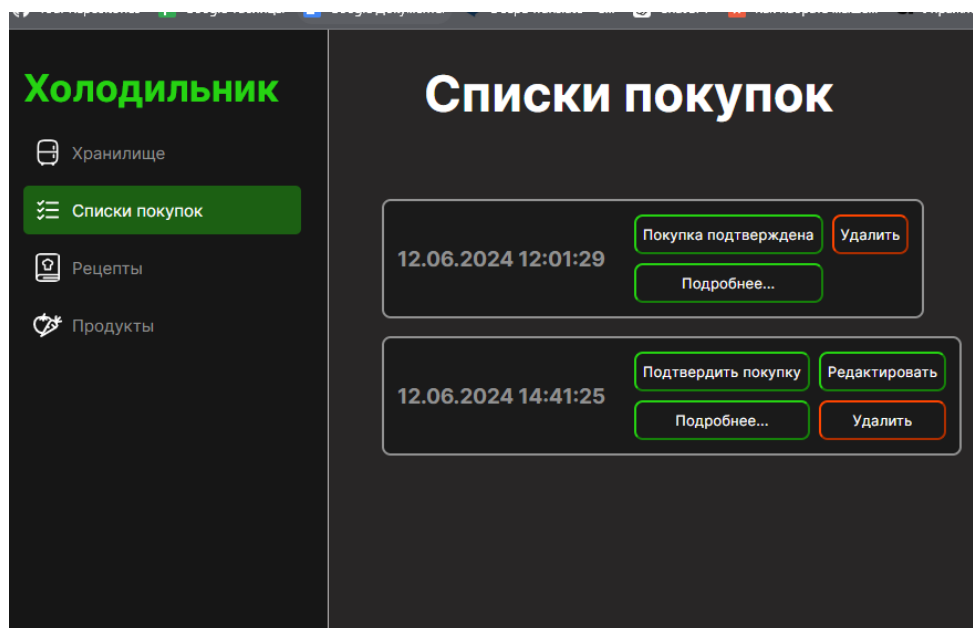 Холодильник
Хранилище
Списки покупок
Рецепты
Продукты
Списки покупок
12.06.2024 12:01:29
Покупка подтверждена
Удалить
Подробнее...
12.06.2024 14:41:25
Подтвердить покупку
Редактировать
Подробнее...
Удалить